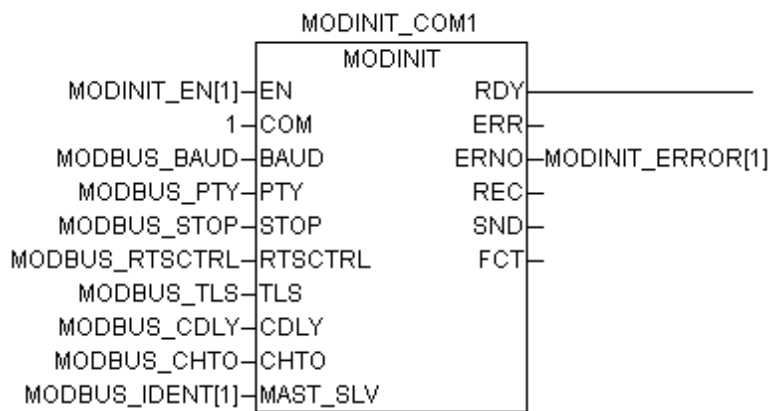 MODINIT_COM1
MODINIT
MODINIT_EN[1] EN RDY
1 COM ERR
MODBUS_BAUD BAUD ERNO MODINIT_ERROR[1]
MODBUS_PTY PTY REC
MODBUS_STOP STOP SND
MODBUS_RTSCTRL RTSCTRL FCT
MODBUS_TLS TLS
MODBUS_CDLY CDLY
MODBUS_CHTO CHTO
MODBUS_IDENT[1] MAST_SLV